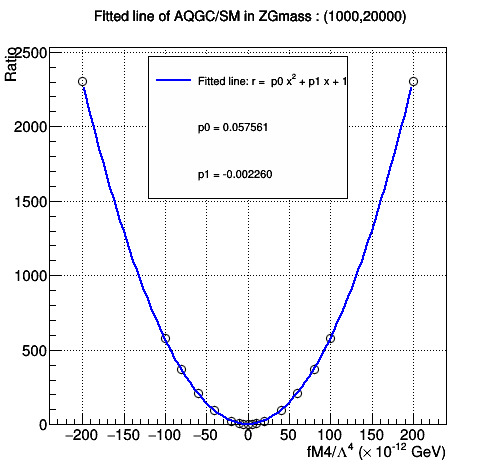 FItted line of AQGC/SM in ZGmass : (1000,20000)
Ratio
2500
2000
1500
1000
500
0
Fitted line: r = p0 x² + p1 x + 1
p0 = 0.057561
p1 = -0.002260
−200 −150 −100 −50 0 50 100 150 200
fM4/Λ⁴ (× 10⁻¹² GeV)